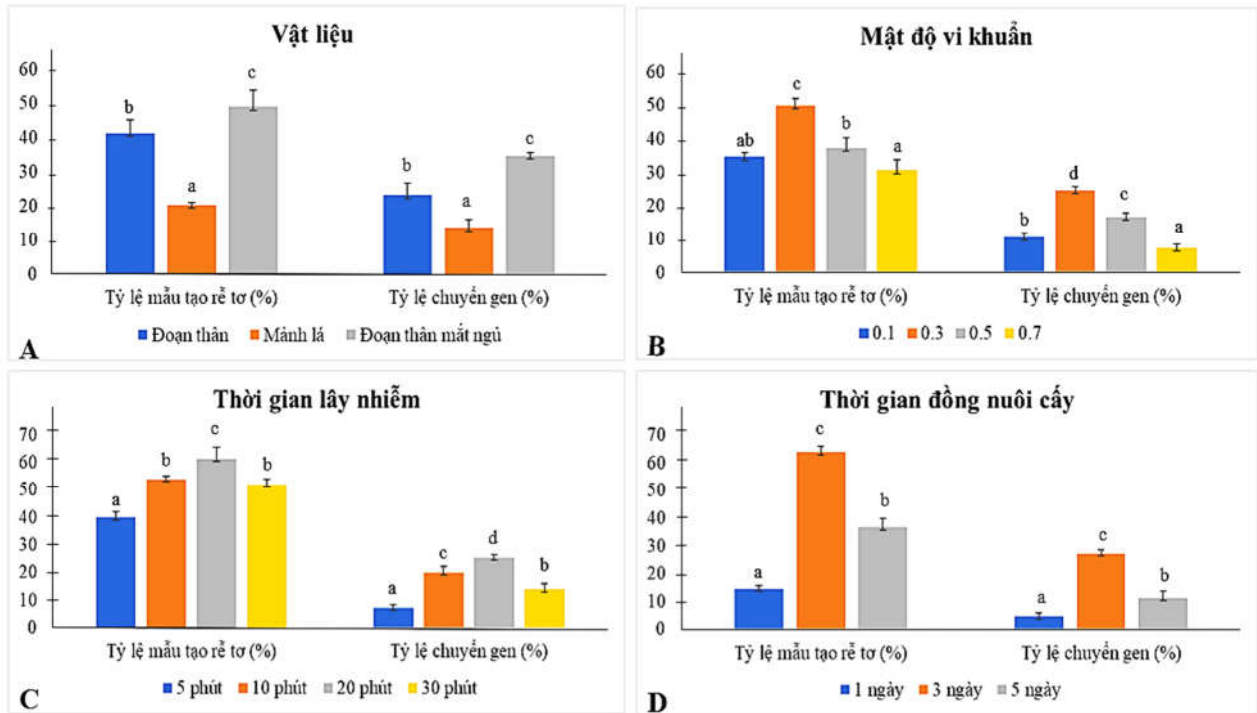 Vật liệu
60
50
40
30
20
10
0
b
a
c
b
a
c
Tỷ lệ mẫu tạo rễ tơ (%)
Tỷ lệ chuyển gen (%)
Đoạn thân
Mảnh lá
Đoạn thân mắt ngủ
A
Mật độ vi khuẩn
60
50
40
30
20
10
0
ab
c
b
a
b
d
c
a
Tỷ lệ mẫu tạo rễ tơ (%)
Tỷ lệ chuyển gen (%)
0.1
0.3
0.5
0.7
B
Thời gian lây nhiễm
70
60
50
40
30
20
10
0
a
b
c
b
a
c
d
b
Tỷ lệ mẫu tạo rễ tơ (%)
Tỷ lệ chuyển gen (%)
5 phút
10 phút
20 phút
30 phút
C
Thời gian đồng nuôi cấy
70
60
50
40
30
20
10
0
a
c
b
a
c
b
Tỷ lệ mẫu tạo rễ tơ (%)
Tỷ lệ chuyển gen (%)
1 ngày
3 ngày
5 ngày
D